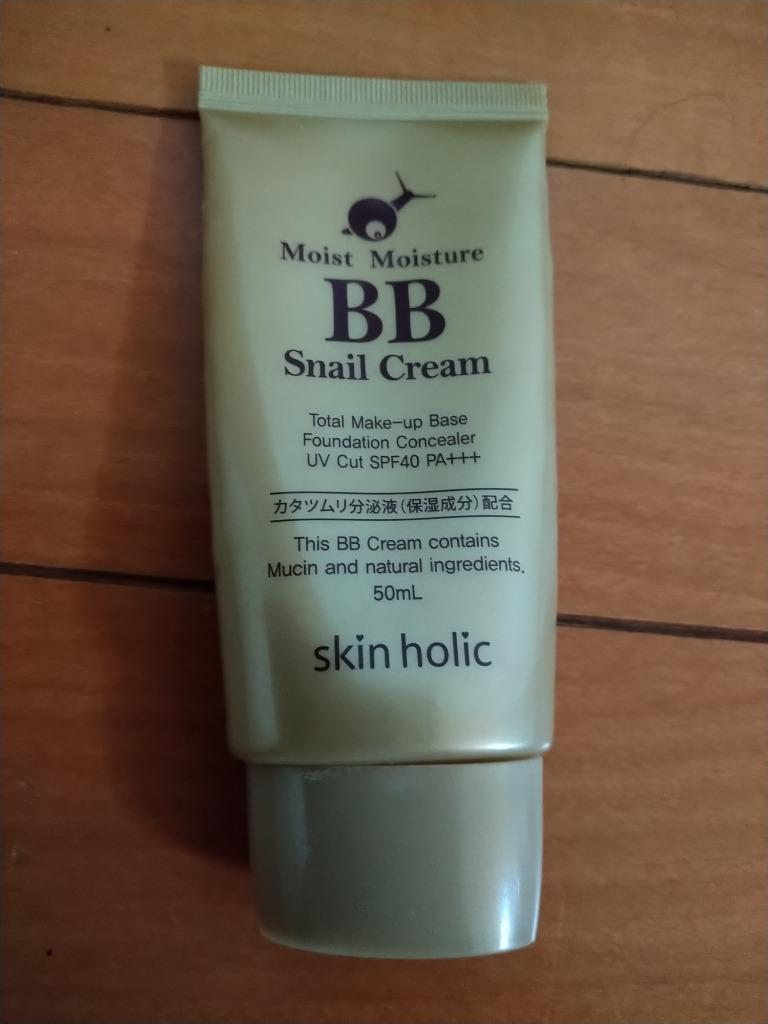 Moist Moisture
BB
Snail Cream
Total Make-up Base
Foundation Concealer
UV Cut SPF40 PA+++
カタツムリ分泌液(保湿成分)配合
This BB Cream contains
Mucin and natural ingredients.
50mL
skin holic